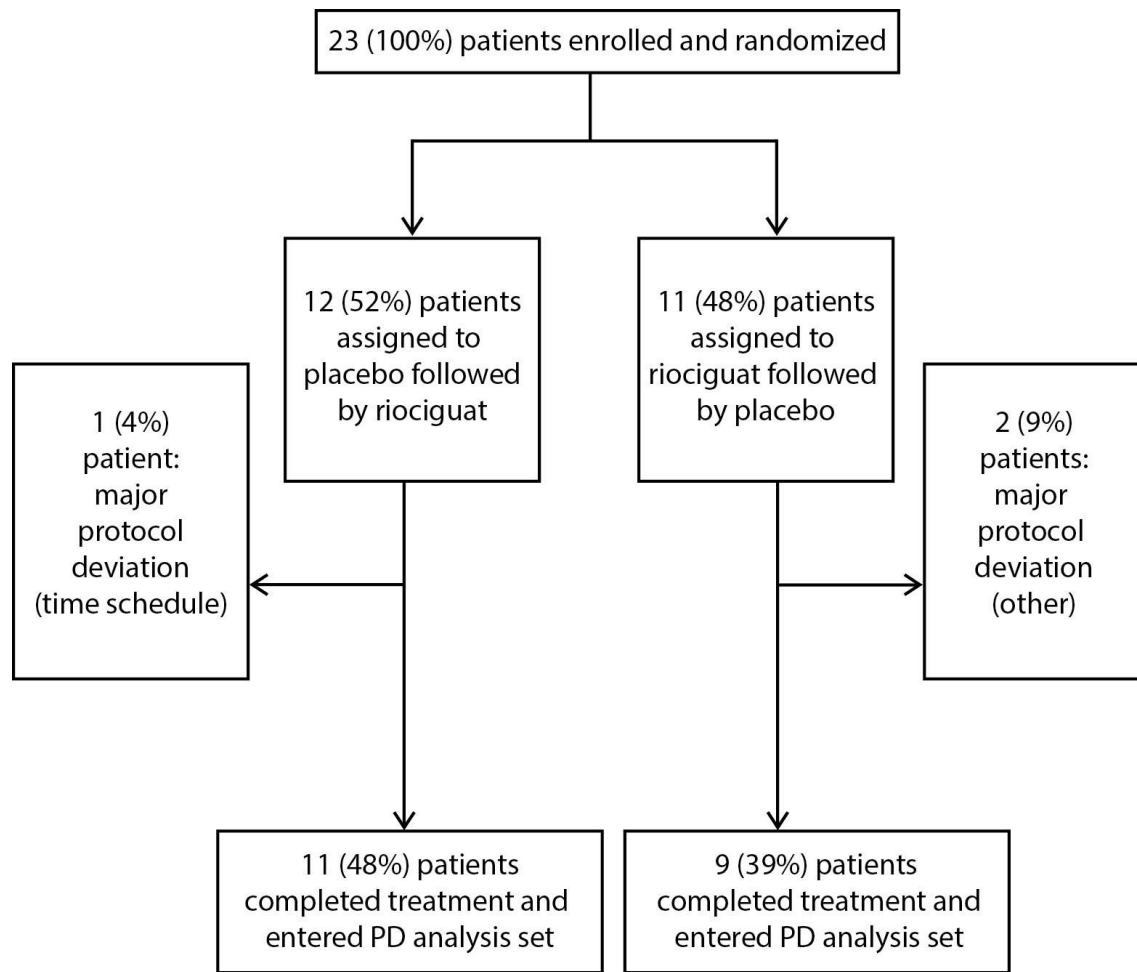 23 (100%) patients enrolled and randomized
12 (52%) patients
assigned to
placebo followed
by riociguat
11 (48%) patients
assigned to
riociguat followed
by placebo
1 (4%)
patient:
major
protocol
deviation
(time schedule)
2 (9%)
patients:
major
protocol
deviation
(other)
11 (48%) patients
completed treatment and
entered PD analysis set
9 (39%) patients
completed treatment and
entered PD analysis set